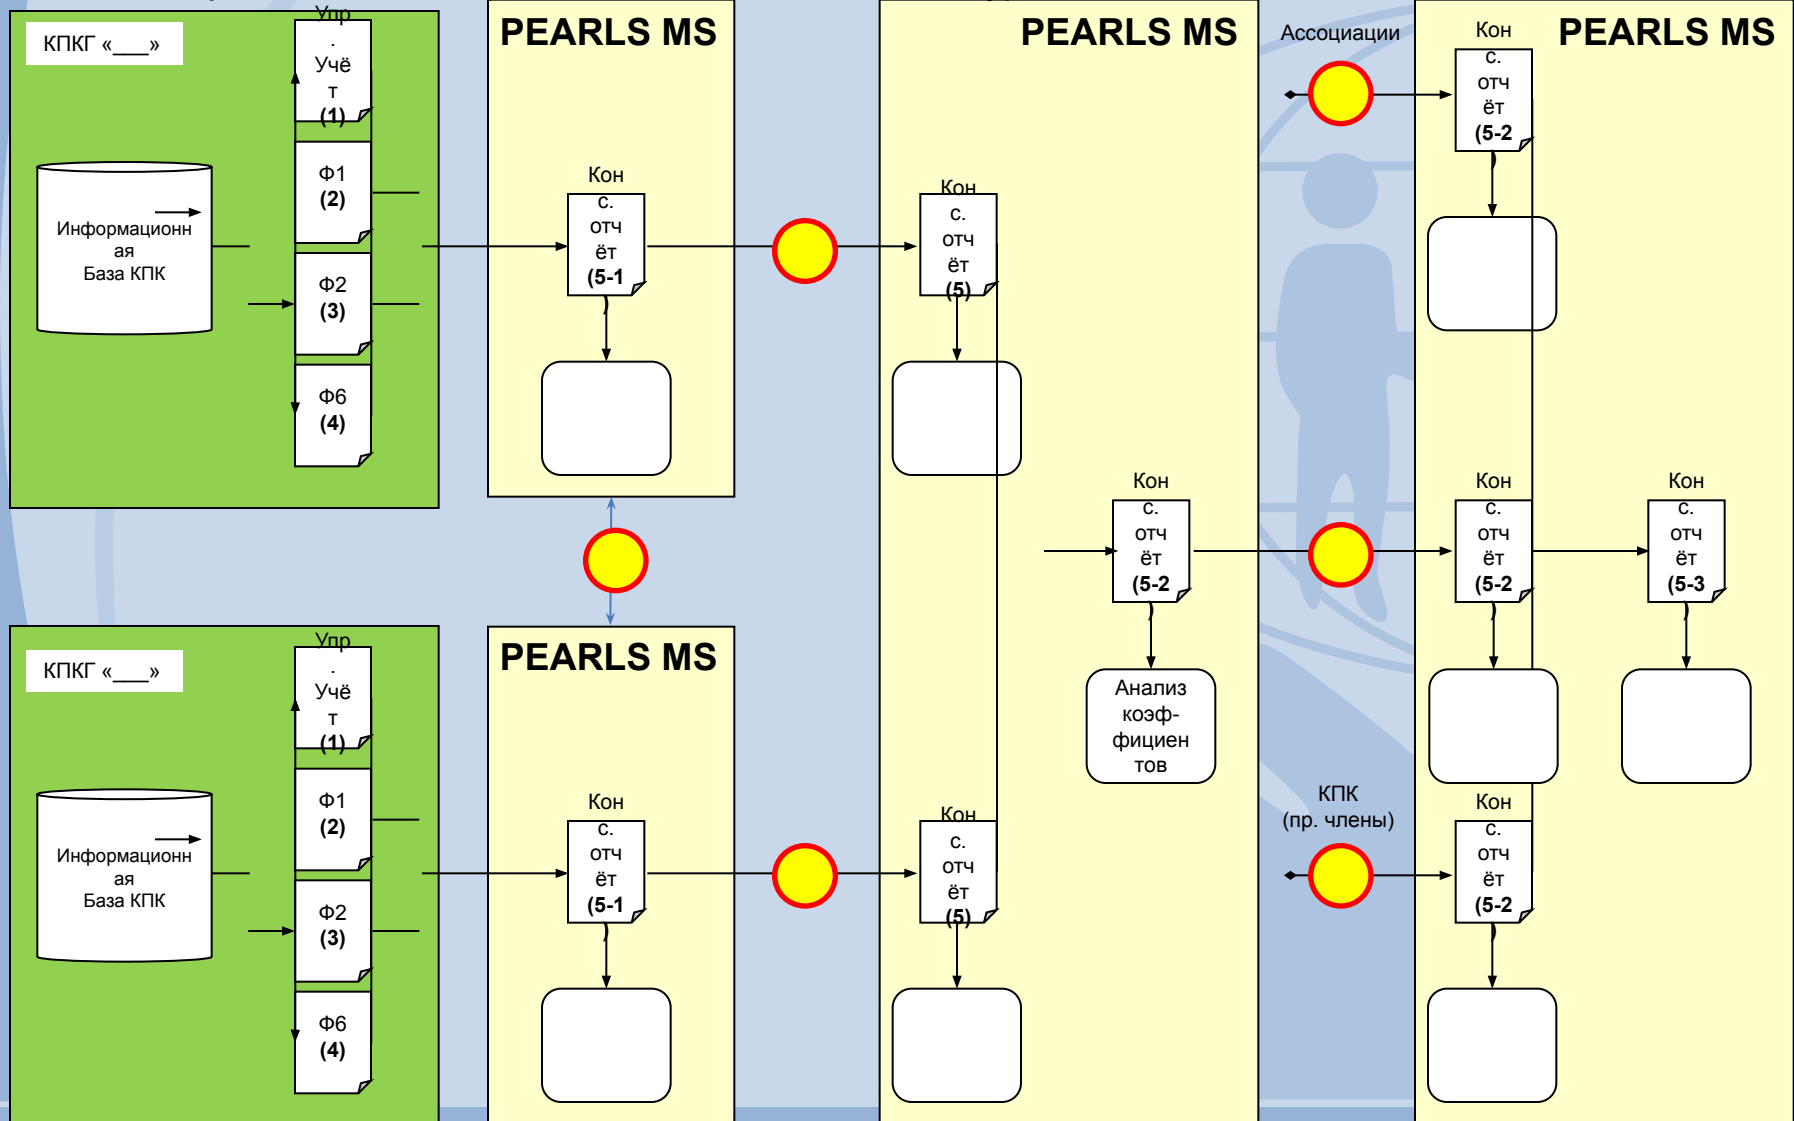 КПКГ «___»
Упр
.
Учё
т
(1)
Ф1
(2)
Ф2
(3)
Ф6
(4)
Информационн
ая
База КПК
PEARLS MS
Кон
с.
отч
ёт
(5-1
)
PEARLS MS
Кон
с.
отч
ёт
(5)
Кон
с.
отч
ёт
(5-2
)
Анализ
коэф-
фициен
тов
Ассоциации
PEARLS MS
Кон
с.
отч
ёт
(5-2
)
Кон
с.
отч
ёт
(5-2
)
Кон
с.
отч
ёт
(5-3
)
КПКГ «___»
Упр
.
Учё
т
(1)
Ф1
(2)
Ф2
(3)
Ф6
(4)
Информационн
ая
База КПК
PEARLS MS
Кон
с.
отч
ёт
(5-1
)
Кон
с.
отч
ёт
(5)
КПК
(пр. члены)
Кон
с.
отч
ёт
(5-2
)